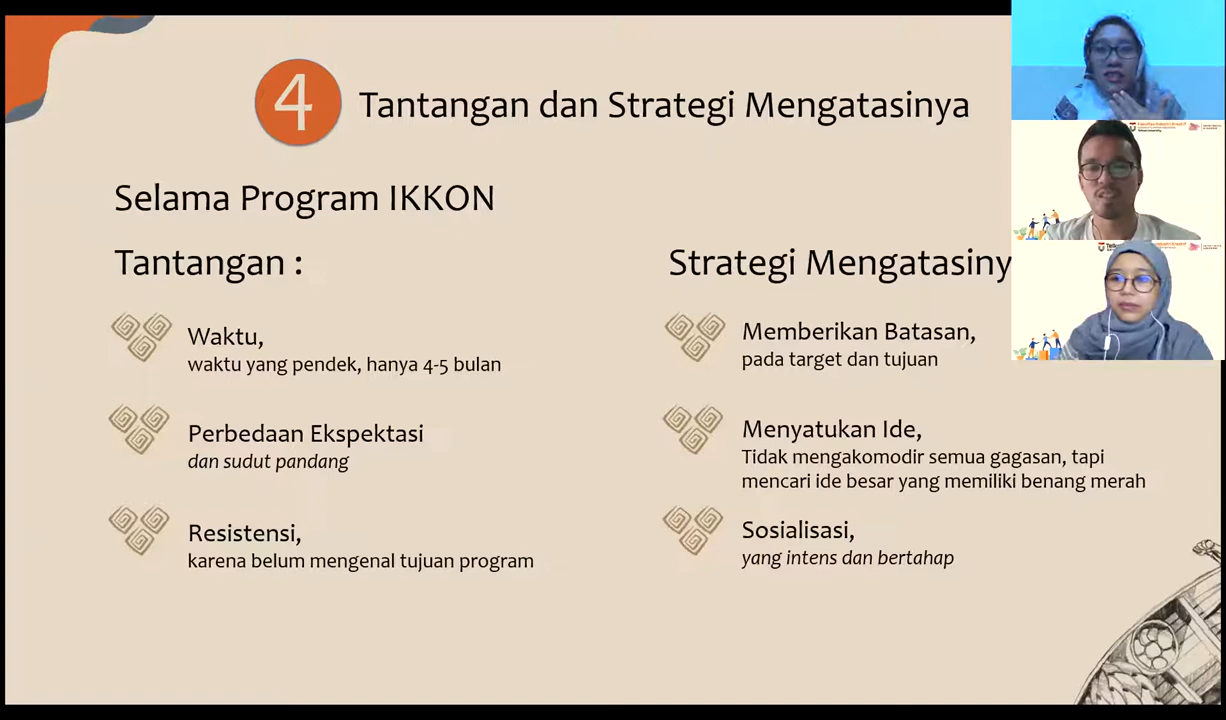 4
Tantangan dan Strategi Mengatasinya
Selama Program IKKON
Tantangan :
Waktu,
waktu yang pendek, hanya 4-5 bulan
Perbedaan Ekspektasi
dan sudut pandang
Resistensi,
karena belum mengenal tujuan program
Strategi Mengatasiny
Memberikan Batasan,
pada target dan tujuan
Menyatukan Ide,
Tidak mengakomodir semua gagasan, tapi
mencari ide besar yang memiliki benang merah
Sosialisasi,
yang intens dan bertahap